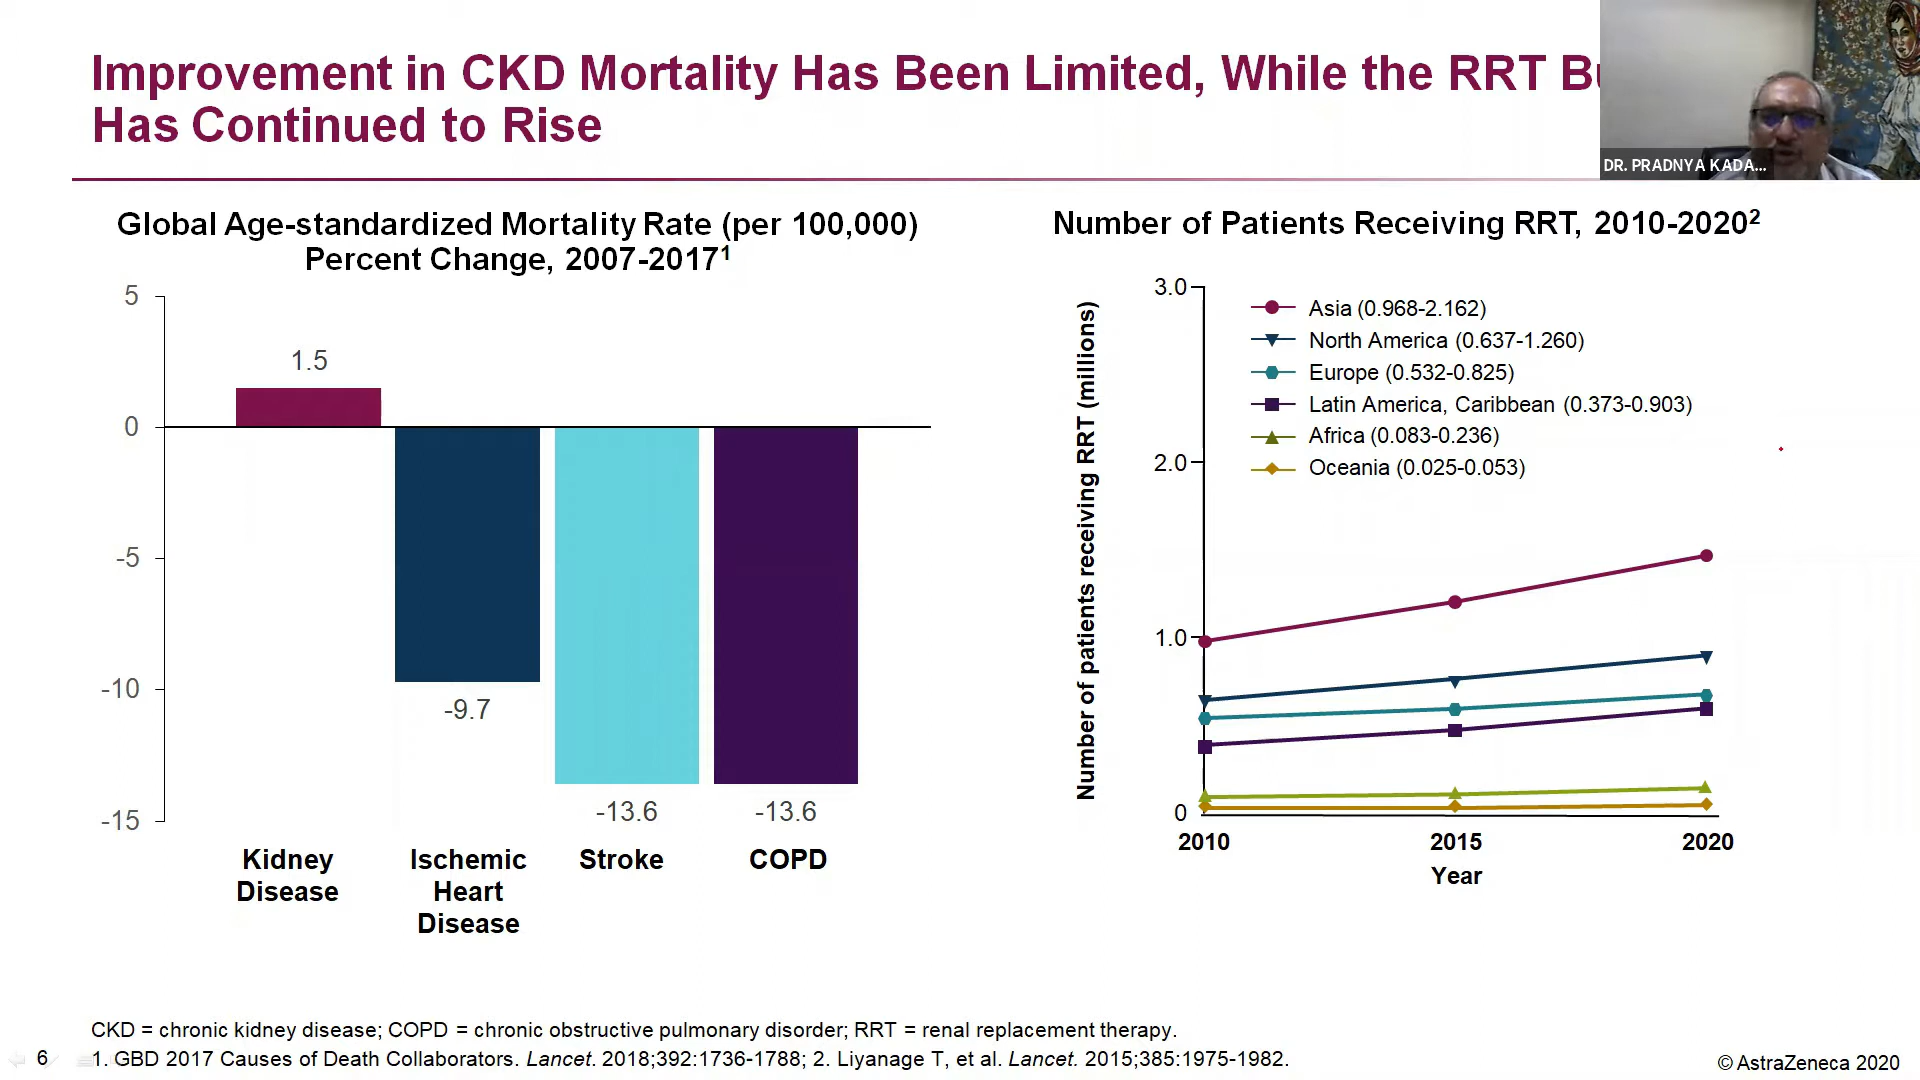 Improvement in CKD Mortality Has Been Limited, While the RRT
Has Continued to Rise
DR. PRADNYA KADA...
Global Age-standardized Mortality Rate (per 100,000)
Percent Change, 2007-2017¹
5
0
-5
-10
-15
1.5
-9.7
-13.6
-13.6
Kidney
Disease
Ischemic
Heart
Disease
Stroke
COPD
Number of Patients Receiving RRT, 2010-2020²
Number of patients receiving RRT (millions)
3.0
2.0
1.0
0
Asia (0.968-2.162)
North America (0.637-1.260)
Europe (0.532-0.825)
Latin America, Caribbean (0.373-0.903)
Africa (0.083-0.236)
Oceania (0.025-0.053)
2010
2015
2020
Year
CKD = chronic kidney disease; COPD = chronic obstructive pulmonary disorder; RRT = renal replacement therapy.
6
1. GBD 2017 Causes of Death Collaborators. Lancet. 2018;392:1736-1788; 2. Liyanage T, et al. Lancet. 2015;385:1975-1982.
© AstraZeneca 2020